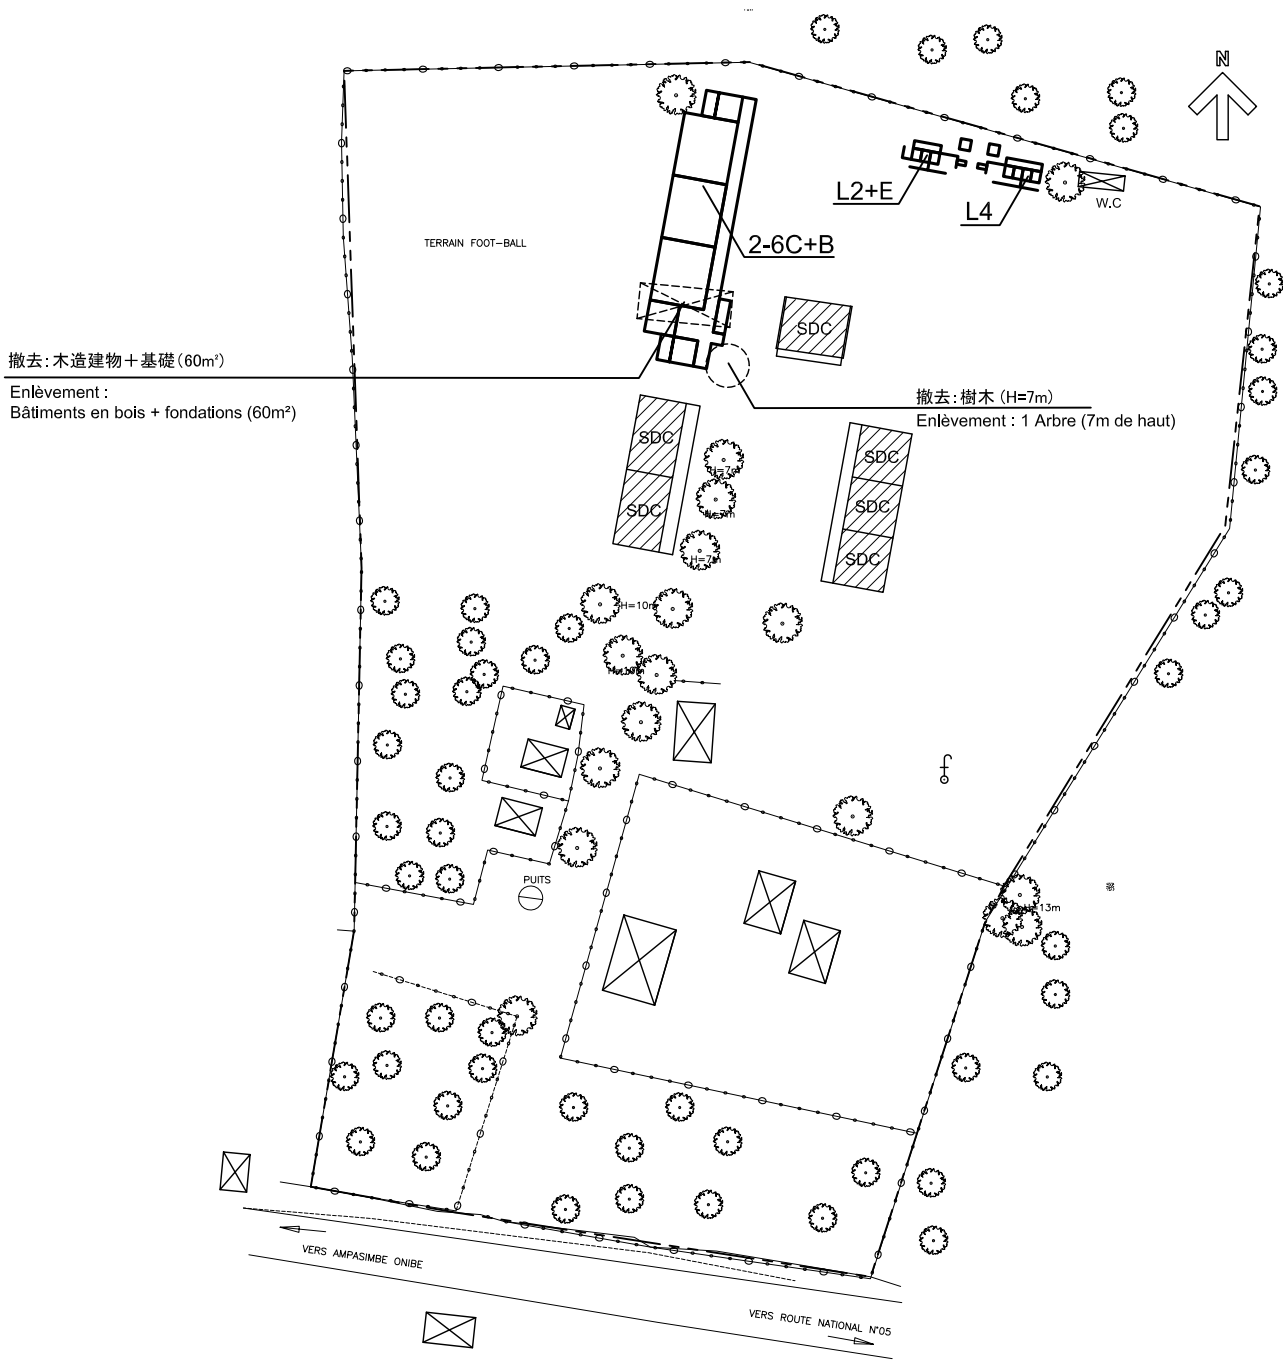 N
L2+E
L4
W.C
TERRAIN FOOT-BALL
2-6C+B
SDC
撤去:木造建物+基礎(60m²)
Enlèvement :
Bâtiments en bois + fondations (60m²)
撤去:樹木 (H=7m)
Enlèvement : 1 Arbre (7m de haut)
SDC
SDC
SDC
SDC
SDC
H=7m
H=7m
H=7m
H=10m
PUITS
H=13m
VERS AMPASIMBE ONIBE
VERS ROUTE NATIONAL N°05